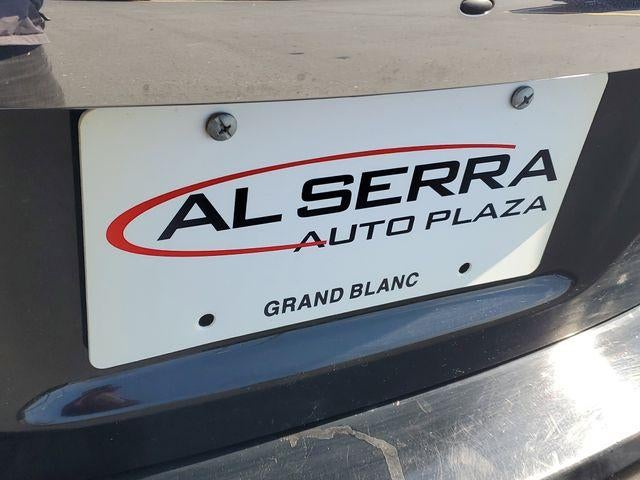 AL SERRA
AUTO PLAZA
GRAND BLANC